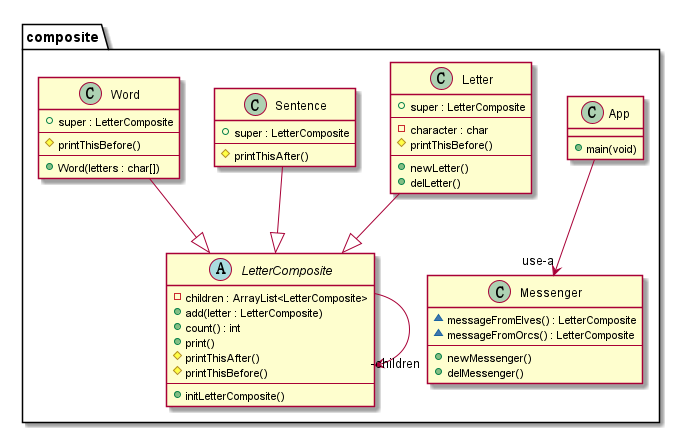 composite
C Word
super : LetterComposite
printThisBefore()
Word(letters : char[])
C Sentence
super : LetterComposite
printThisAfter()
C Letter
super : LetterComposite
character : char
printThisBefore()
newLetter()
delLetter()
C App
main(void)
use-a
A LetterComposite
children : ArrayList<LetterComposite>
add(letter : LetterComposite)
count() : int
print()
printThisAfter()
printThisBefore()
initLetterComposite()
-children
C Messenger
messageFromElves() : LetterComposite
messageFromOrcs() : LetterComposite
newMessenger()
delMessenger()